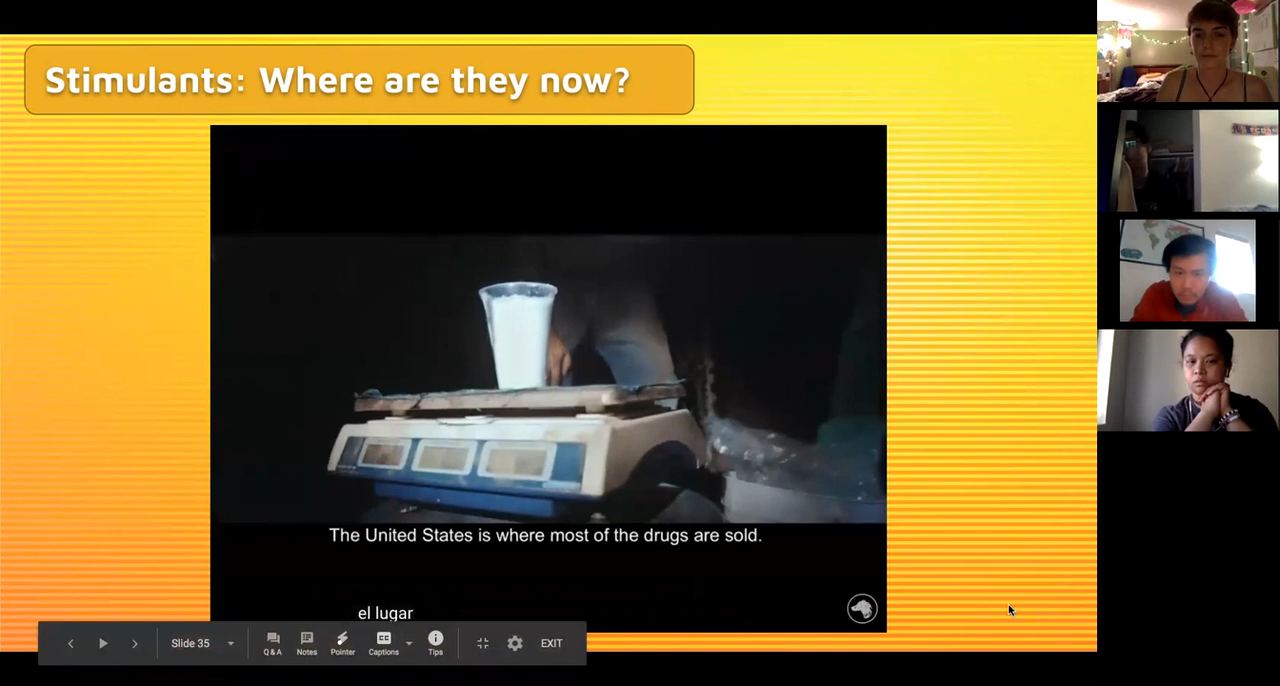 Stimulants: Where are they now?
The United States is where most of the drugs are sold.
el lugar
Slide 35
Q & A
Notes
Pointer
CC
Captions
Tips
EXIT